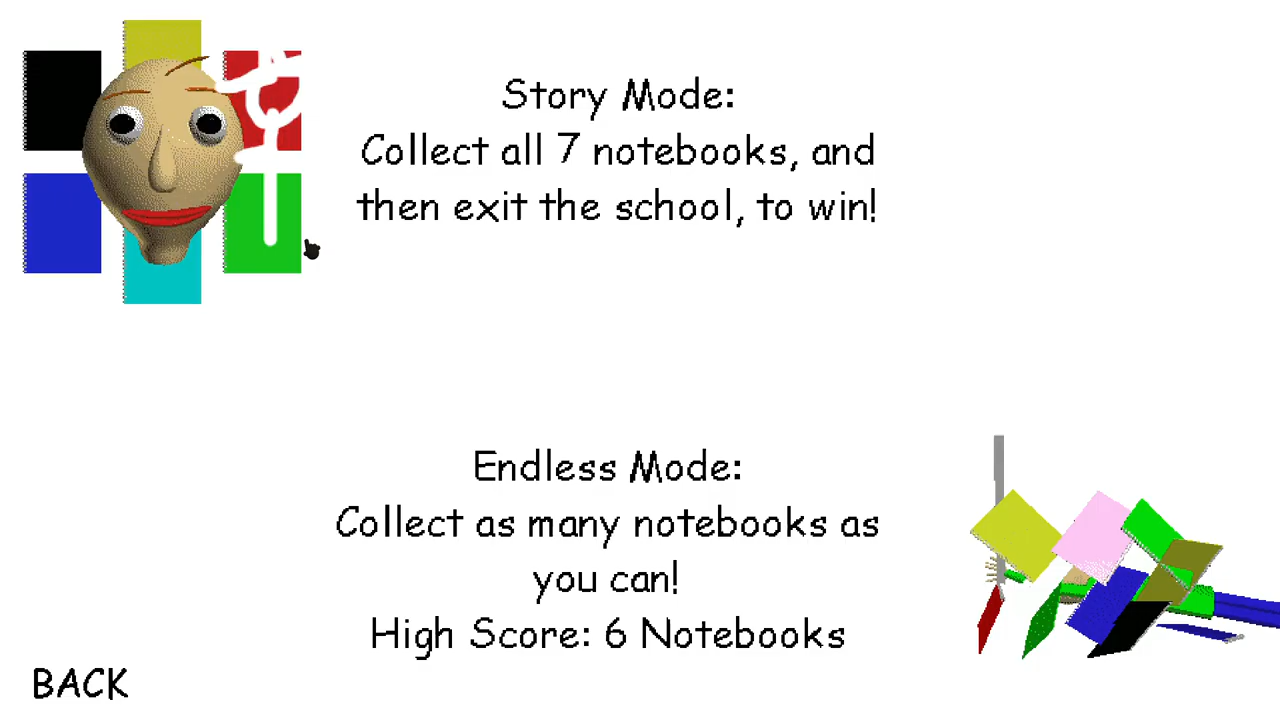 Story Mode:
Collect all 7 notebooks, and
then exit the school, to win!
Endless Mode:
Collect as many notebooks as
you can!
High Score: 6 Notebooks
BACK